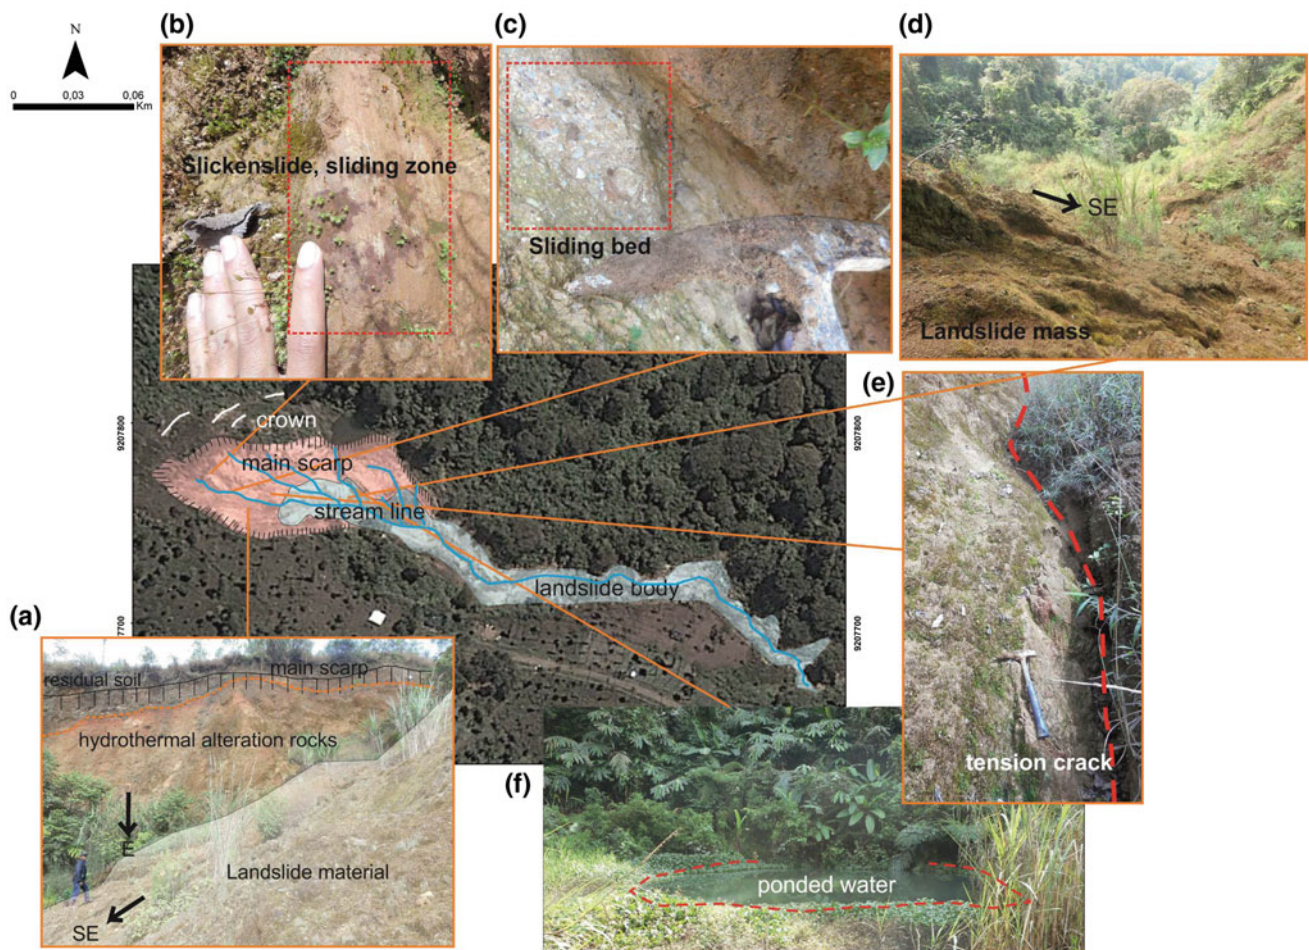 (b)
(c)
(d)
N
0 0,03 0,06
Km
Slickenslide, sliding zone
Sliding bed
SE
Landslide mass
(e)
9207800
9207800
crown
main scarp
stream line
landslide body
(a)
9207700
9207700
main scarp
residual soil
hydrothermal alteration rocks
E
Landslide material
SE
tension crack
(f)
ponded water